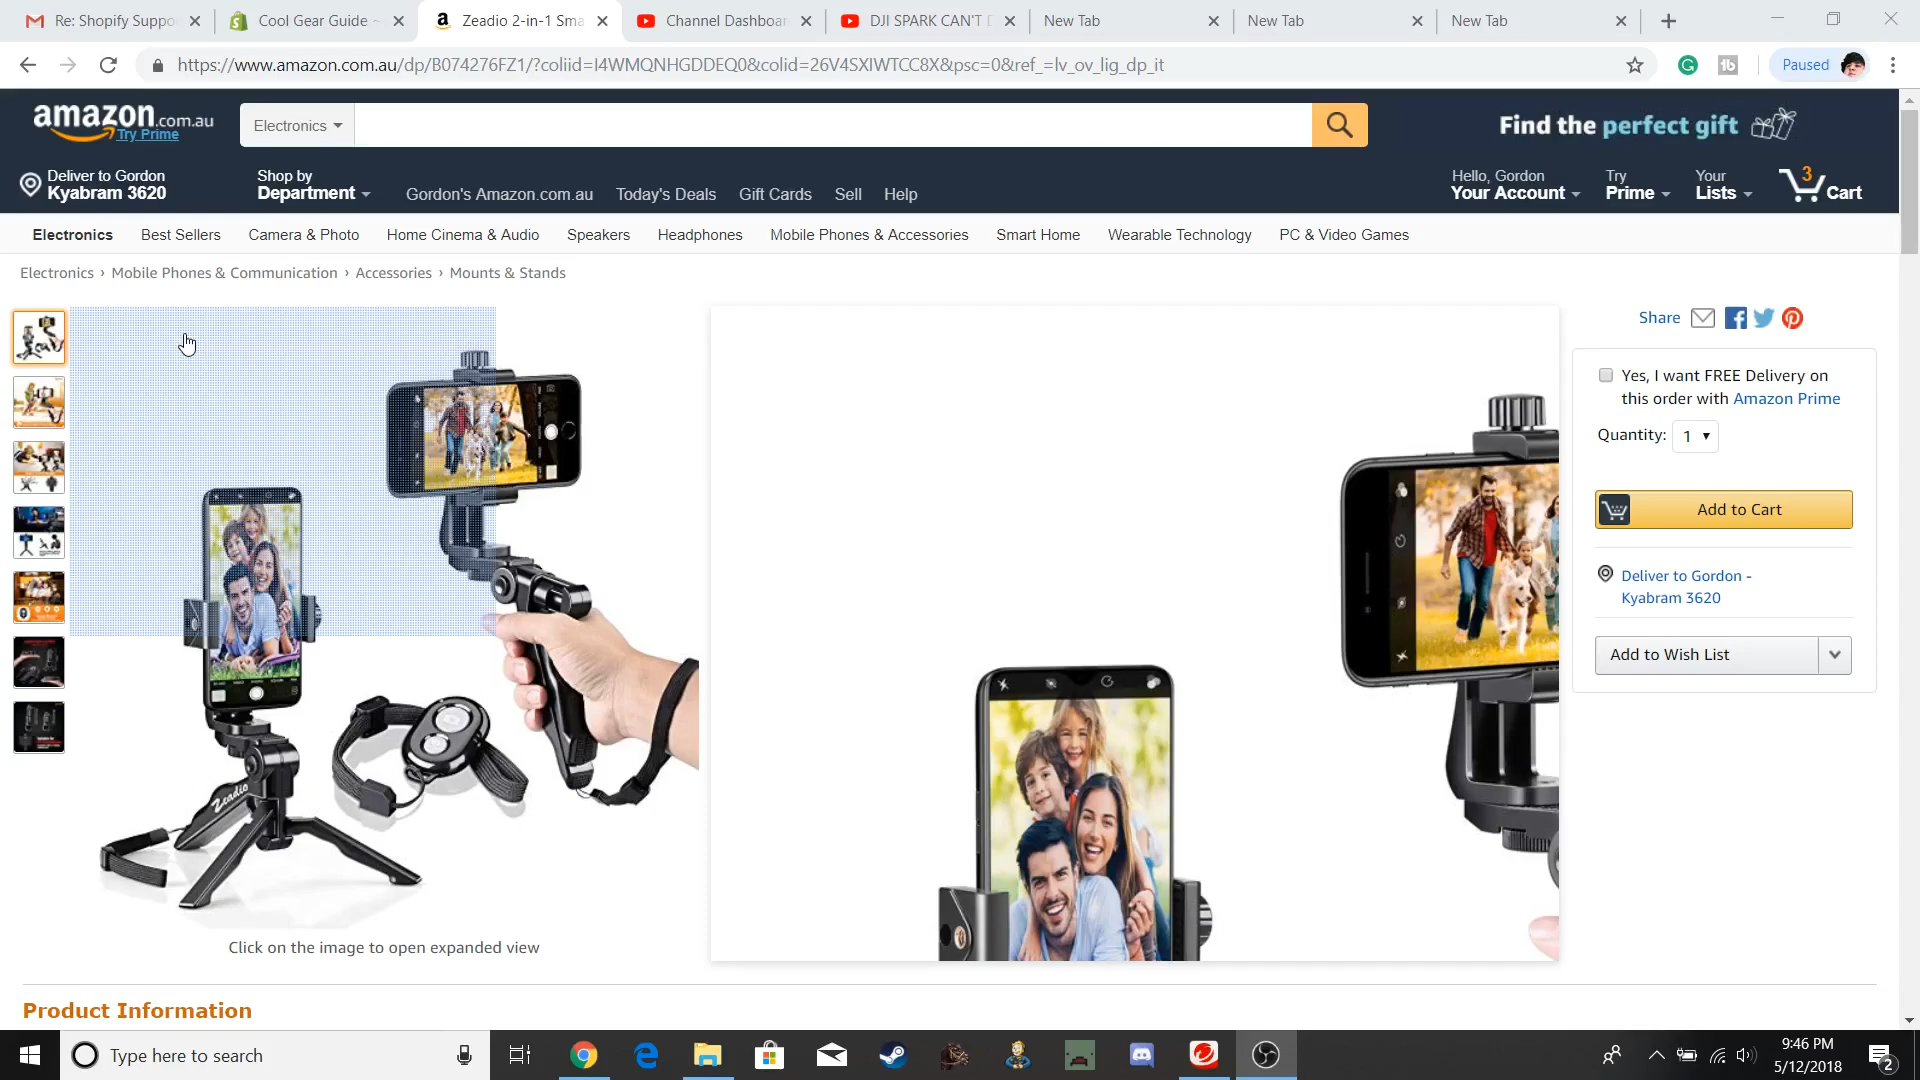 Re: Shopify Suppo
Cool Gear Guide ~
Zeadio 2-in-1 Sma
Channel Dashboar
DJI SPARK CAN'T D
New Tab
New Tab
New Tab
https://www.amazon.com.au/dp/B074276FZ1/?coliid=I4WMQNHGDDEQ0&colid=26V4SXIWTCC8X&psc=0&ref_=lv_ov_lig_dp_it
Paused
amazon.com.au
Try Prime
Electronics
Find the perfect gift
Deliver to Gordon
Kyabram 3620
Shop by
Department
Gordon's Amazon.com.au
Today's Deals
Gift Cards
Sell
Help
Hello, Gordon
Your Account
Try
Prime
Your
Lists
3
Cart
Electronics
Best Sellers
Camera & Photo
Home Cinema & Audio
Speakers
Headphones
Mobile Phones & Accessories
Smart Home
Wearable Technology
PC & Video Games
Electronics › Mobile Phones & Communication › Accessories › Mounts & Stands
Share
Yes, I want FREE Delivery on
this order with Amazon Prime
Quantity: 1
Add to Cart
Deliver to Gordon -
Kyabram 3620
Add to Wish List
Zeadio
Click on the image to open expanded view
Product Information
Type here to search
9:46 PM
5/12/2018
2